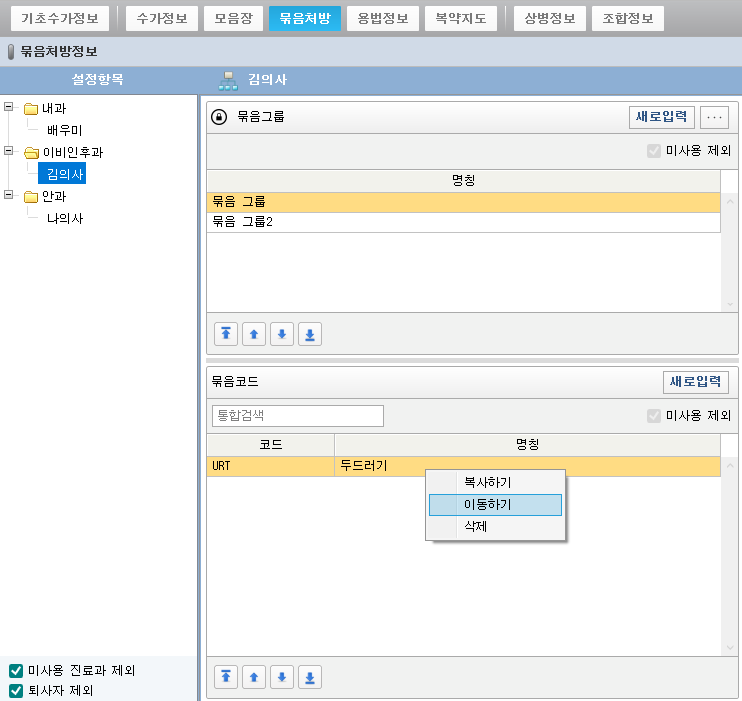 기초수가정보 수가정보 모음장 묶음처방 용법정보 복약지도 상병정보 조합정보
묶음처방정보
설정항목
내과
배우미
이비인후과
김의사
안과
나의사
미사용 진료과 제외
퇴사자 제외
김의사
묶음그룹 새로입력 ...
미사용 제외
명칭
묶음 그룹
묶음 그룹2
묶음코드 새로입력
통합검색 미사용 제외
코드 명칭
URT 두드러기
복사하기
이동하기
삭제